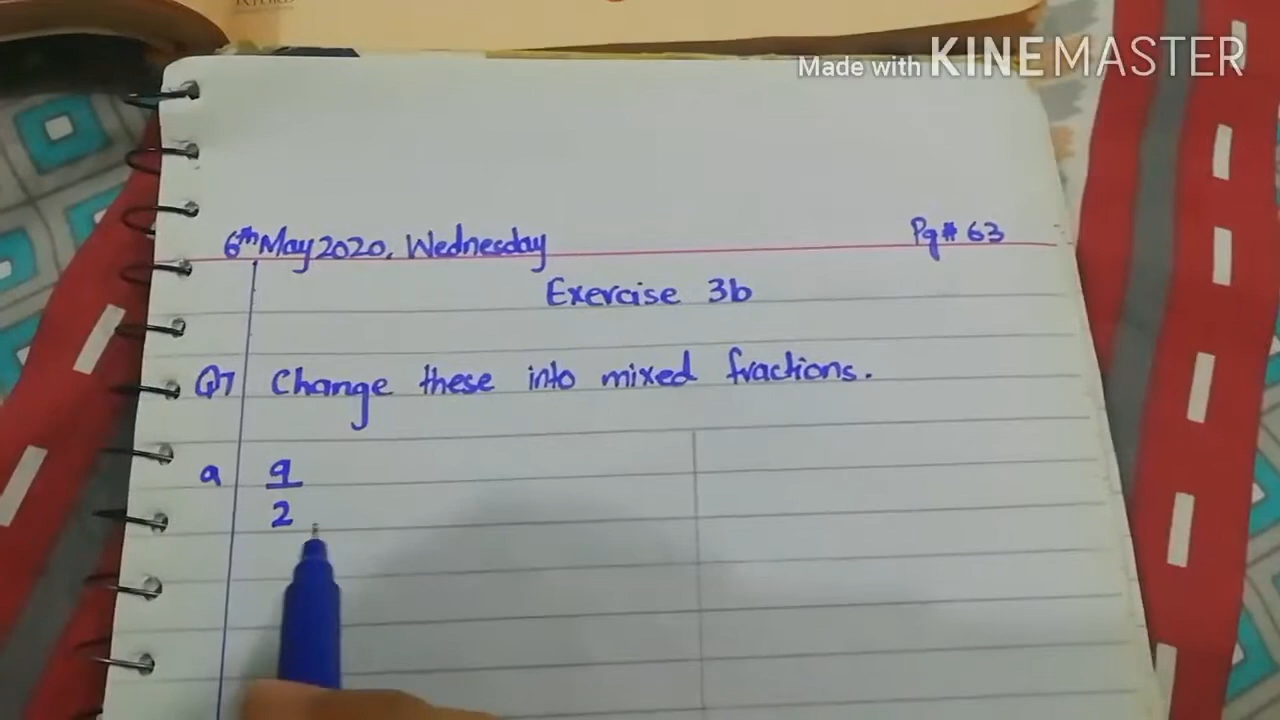 Made with KINEMASTER
6th May 2020, Wednesday
Pg# 63
Exercise 3b
Q7 Change these into mixed fractions.
a 9
2